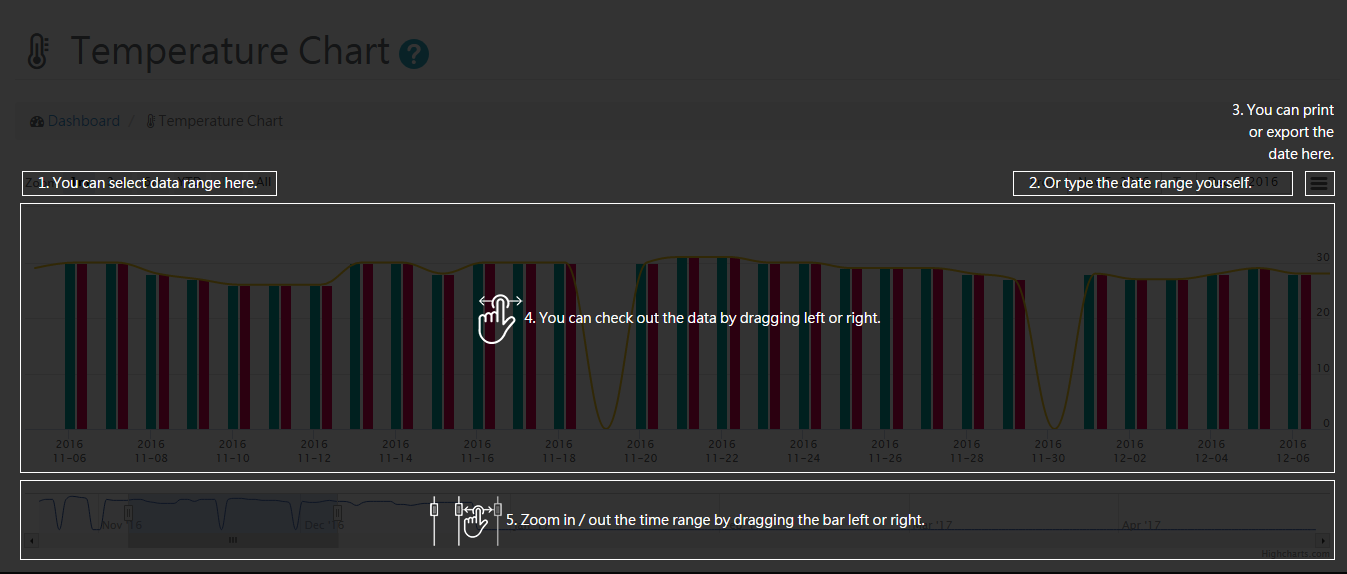 Temperature Chart ?
Dashboard / Temperature Chart
3. You can print
or export the
date here.
1. You can select data range here. All
2. Or type the date range yourself. 2016
30
20
10
0
4. You can check out the data by dragging left or right.
2016 2016 2016 2016 2016 2016 2016 2016 2016 2016 2016 2016 2016 2016 2016 2016
11-06 11-08 11-10 11-12 11-14 11-16 11-18 11-20 11-22 11-24 11-26 11-28 11-30 12-02 12-04 12-06
5. Zoom in / out the time range by dragging the bar left or right.
Nov '16 Dec '16 Apr '17
Highcharts.com